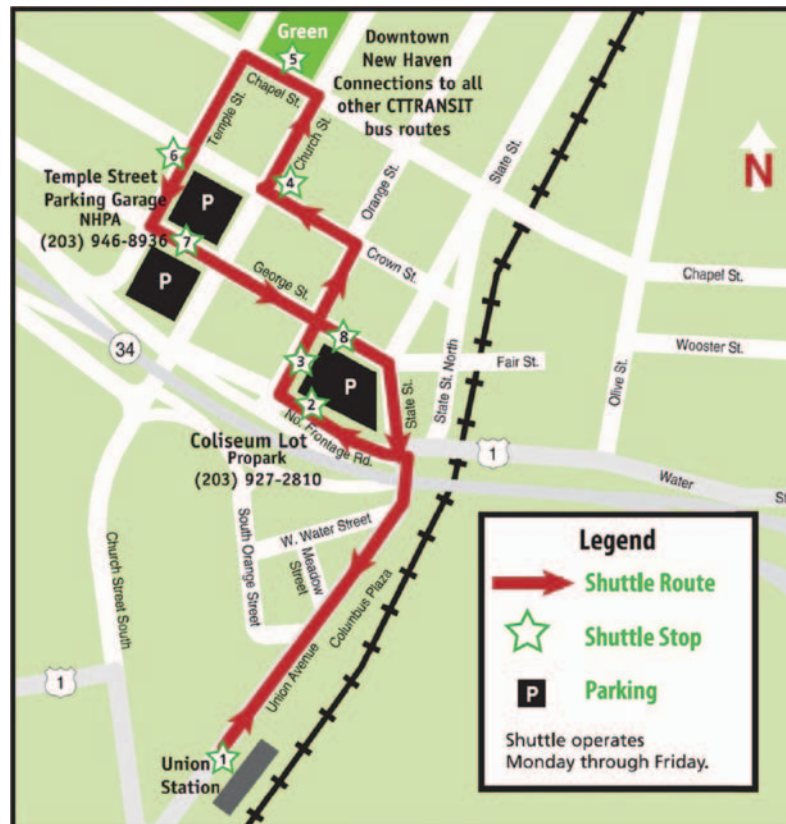 Green
5
Downtown
New Haven
Connections to all
other CTTRANSIT
bus routes
Chapel St.
Temple St.
Church St.
6
4
Orange St.
State St.
N
Temple Street
Parking Garage
NHPA
(203) 946-8936
P
7
P
George St.
Crown St.
Chapel St.
34
8
3
P
2
Fair St.
Wooster St.
State St.
State St. North
Olive St.
No. Frontage Rd.
Coliseum Lot
Propark
(203) 927-2810
1
Water
St
W. Water Street
Meadow
Street
South Orange Street
Church Street South
Columbus Plaza
Union Avenue
1
Union
Station
1
Legend
Shuttle Route
Shuttle Stop
P
Parking
Shuttle operates
Monday through Friday.